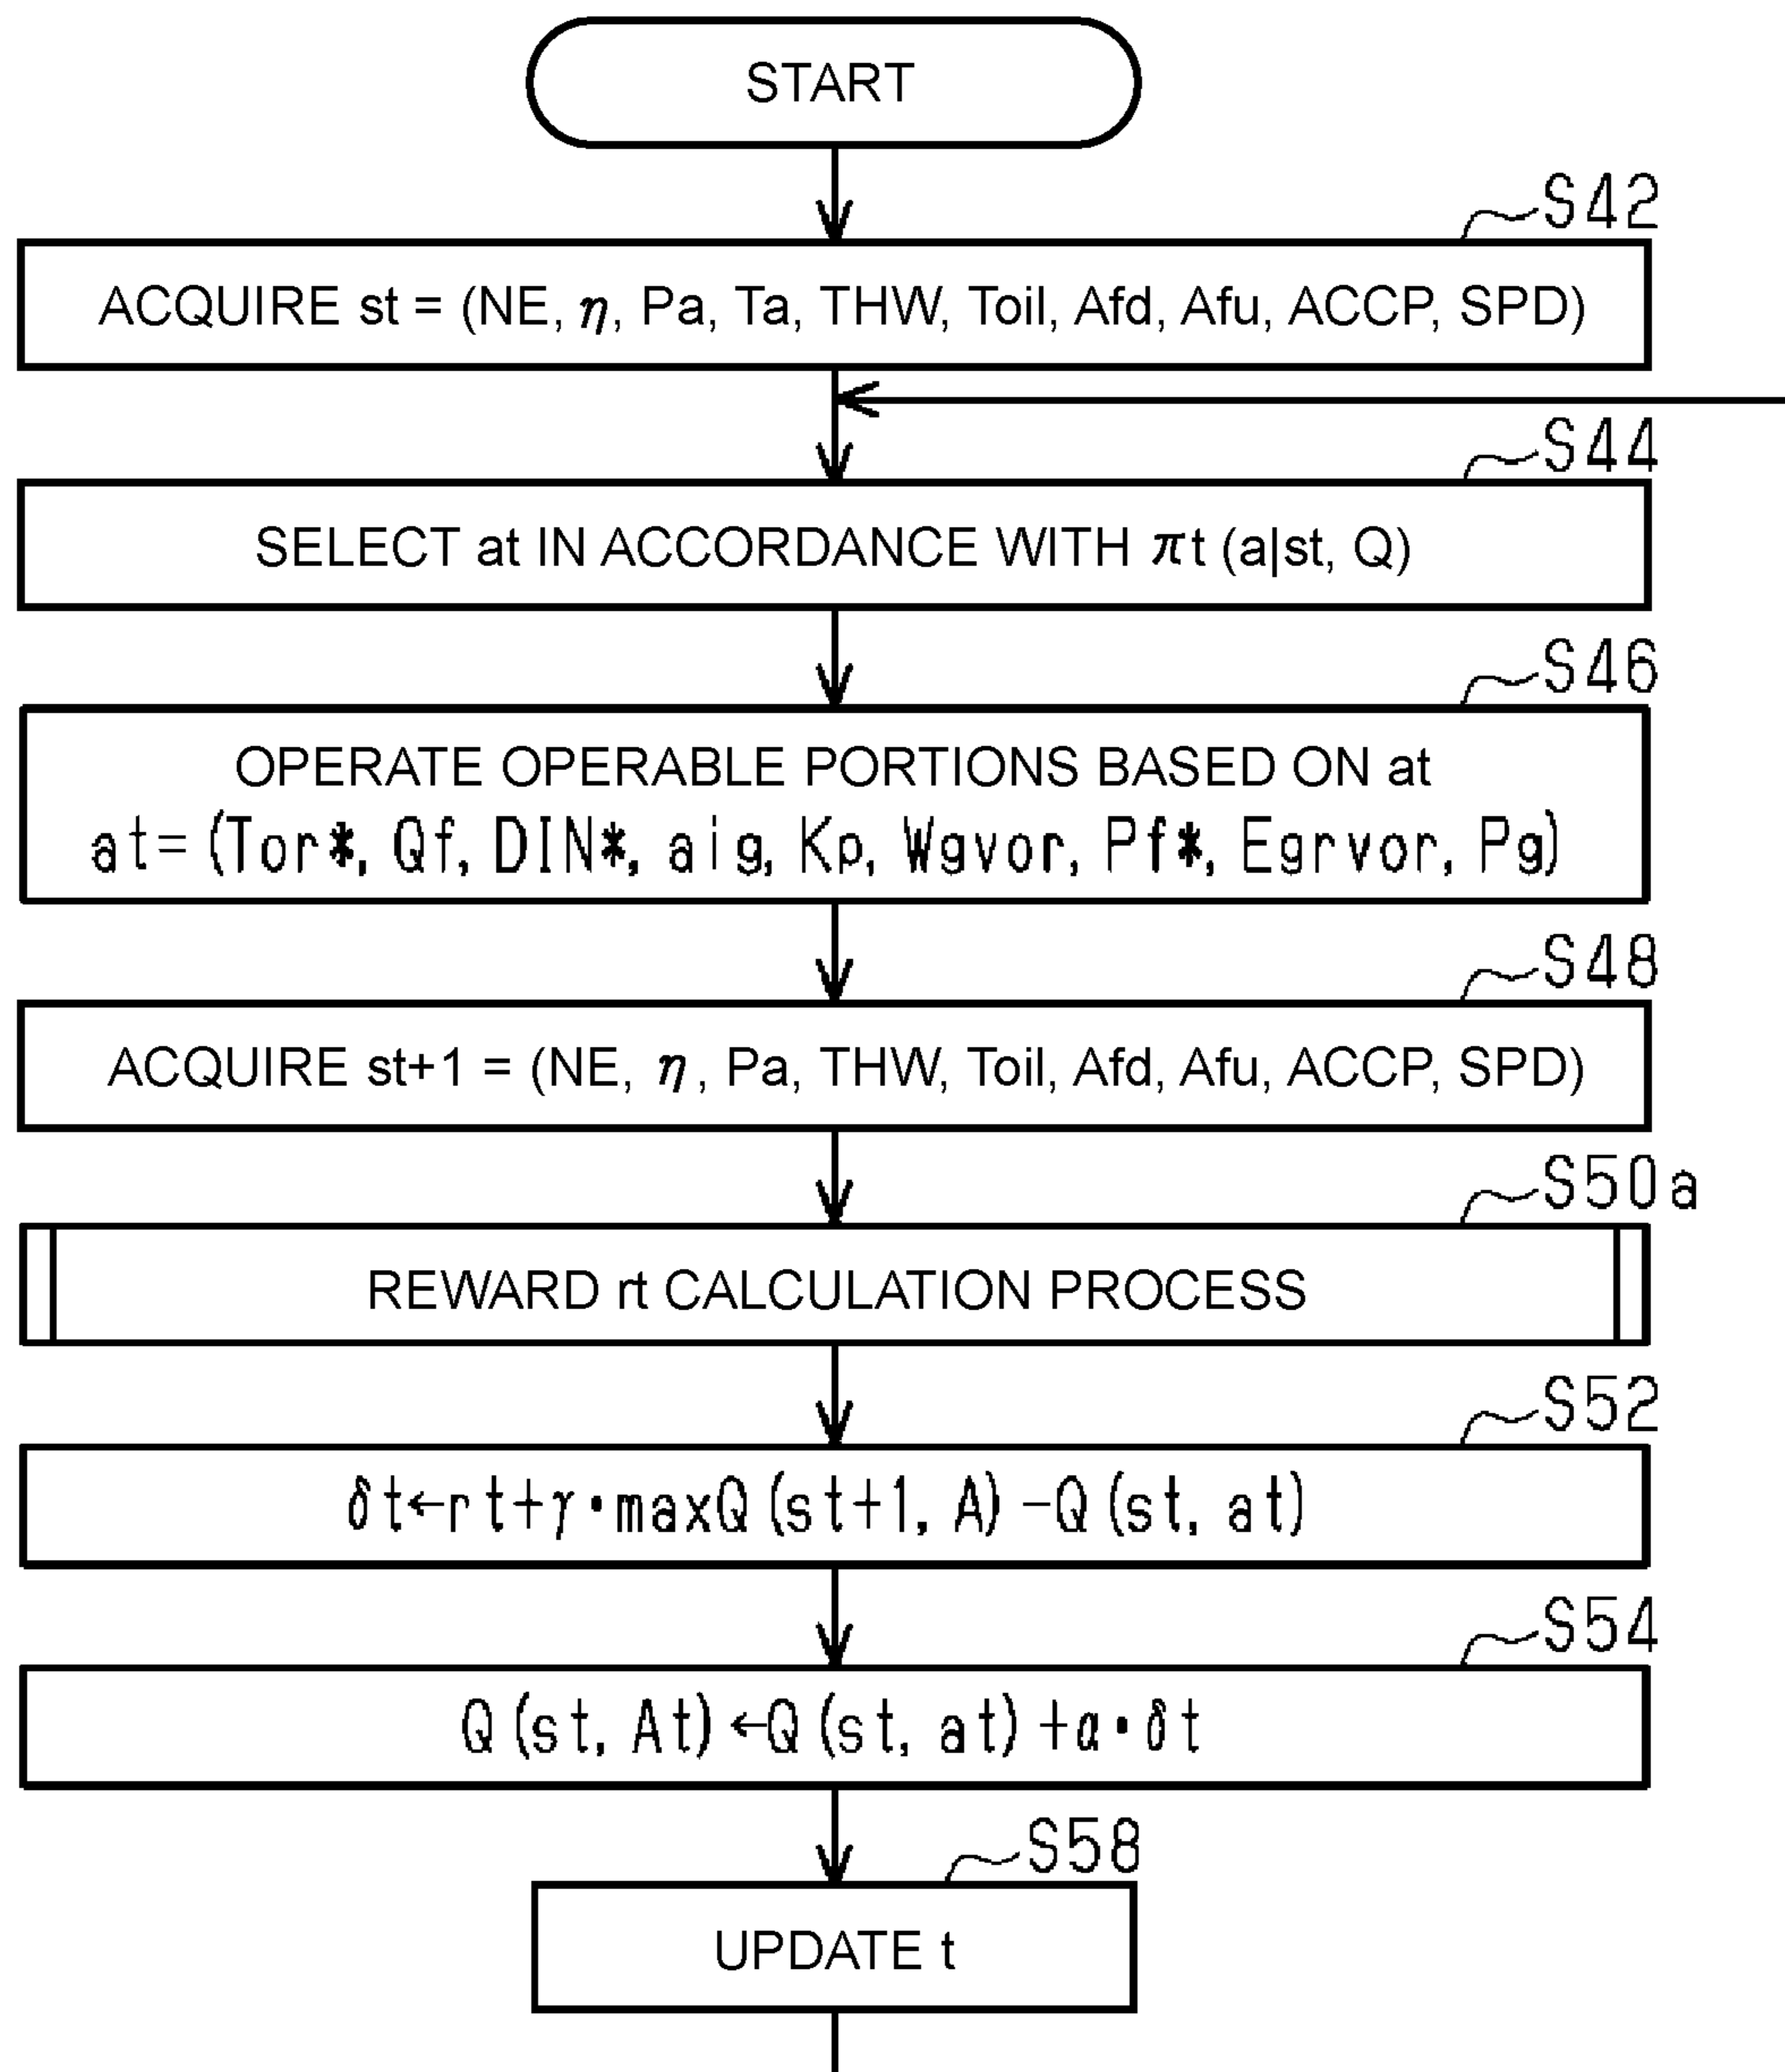 START
S42
ACQUIRE st = (NE, η, Pa, Ta, THW, Toil, Afd, Afu, ACCP, SPD)
S44
SELECT at IN ACCORDANCE WITH πt (a|st, Q)
S46
OPERATE OPERABLE PORTIONS BASED ON at
at=(Tor*, Qf, DIN*, aig, Kp, Wgvor, Pf*, Egrvor, Pg)
S48
ACQUIRE st+1 = (NE, η, Pa, THW, Toil, Afd, Afu, ACCP, SPD)
S50a
REWARD rt CALCULATION PROCESS
S52
δt←rt+γ·maxQ(st+1, A)-Q(st, at)
S54
Q(st, At)←Q(st, at)+α·δt
S58
UPDATE t